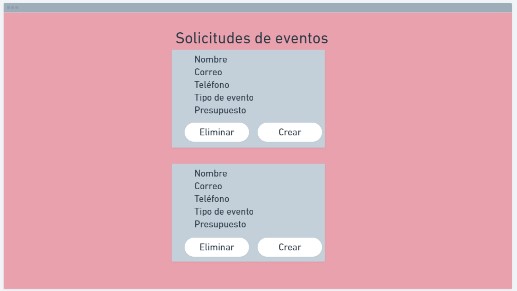 Solicitudes de eventos
Nombre
Correo
Teléfono
Tipo de evento
Presupuesto
Eliminar
Crear
Nombre
Correo
Teléfono
Tipo de evento
Presupuesto
Eliminar
Crear